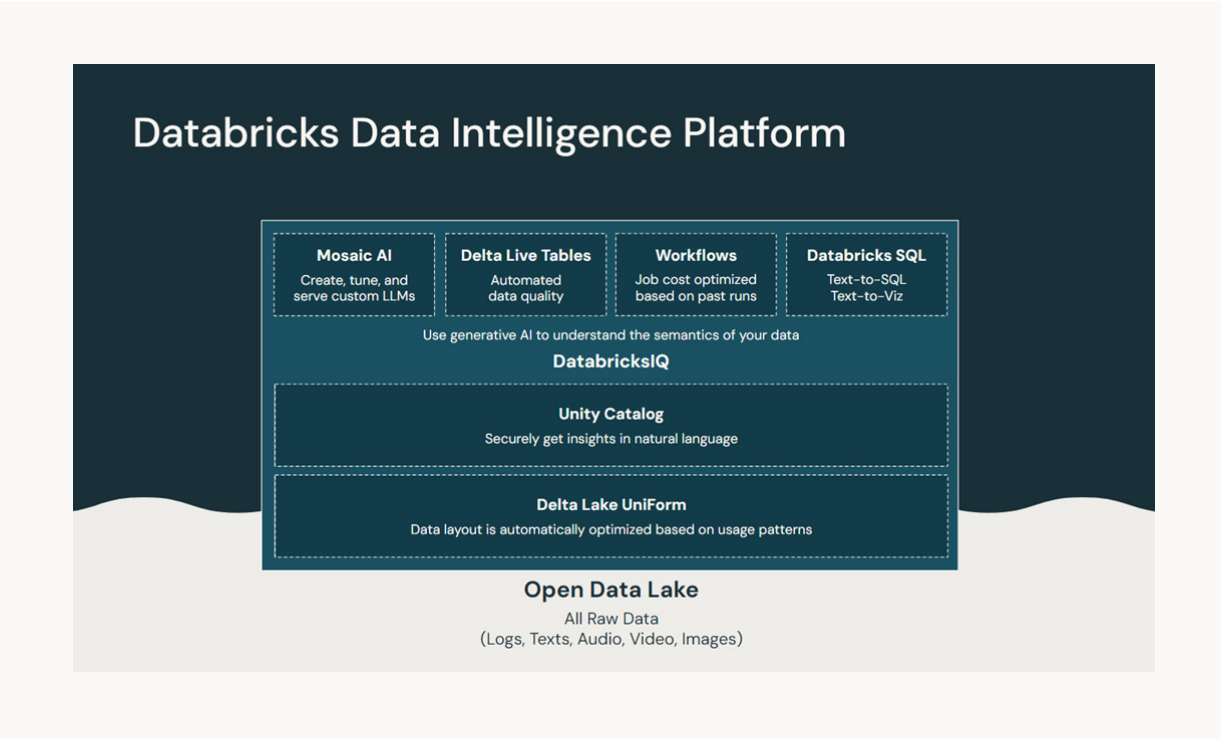 Databricks Data Intelligence Platform
Mosaic AI
Create, tune, and
serve custom LLMs
Delta Live Tables
Automated
data quality
Workflows
Job cost optimized
based on past runs
Databricks SQL
Text-to-SQL
Text-to-Viz
Use generative AI to understand the semantics of your data
DatabricksIQ
Unity Catalog
Securely get insights in natural language
Delta Lake UniForm
Data layout is automatically optimized based on usage patterns
Open Data Lake
All Raw Data
(Logs, Texts, Audio, Video, Images)